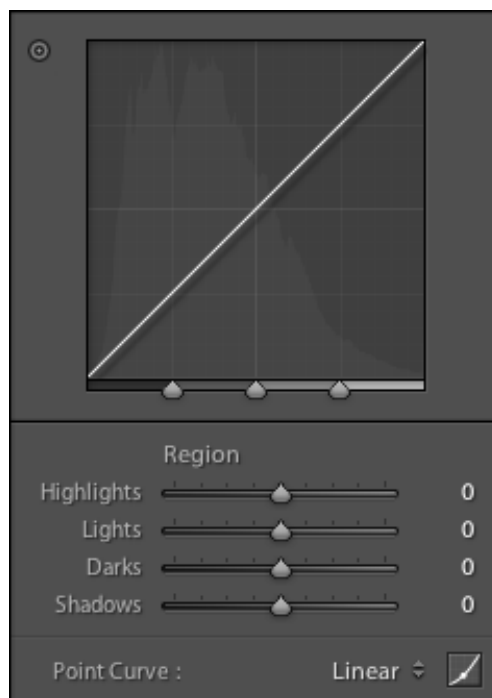 Region
Highlights 0
Lights 0
Darks 0
Shadows 0
Point Curve : Linear